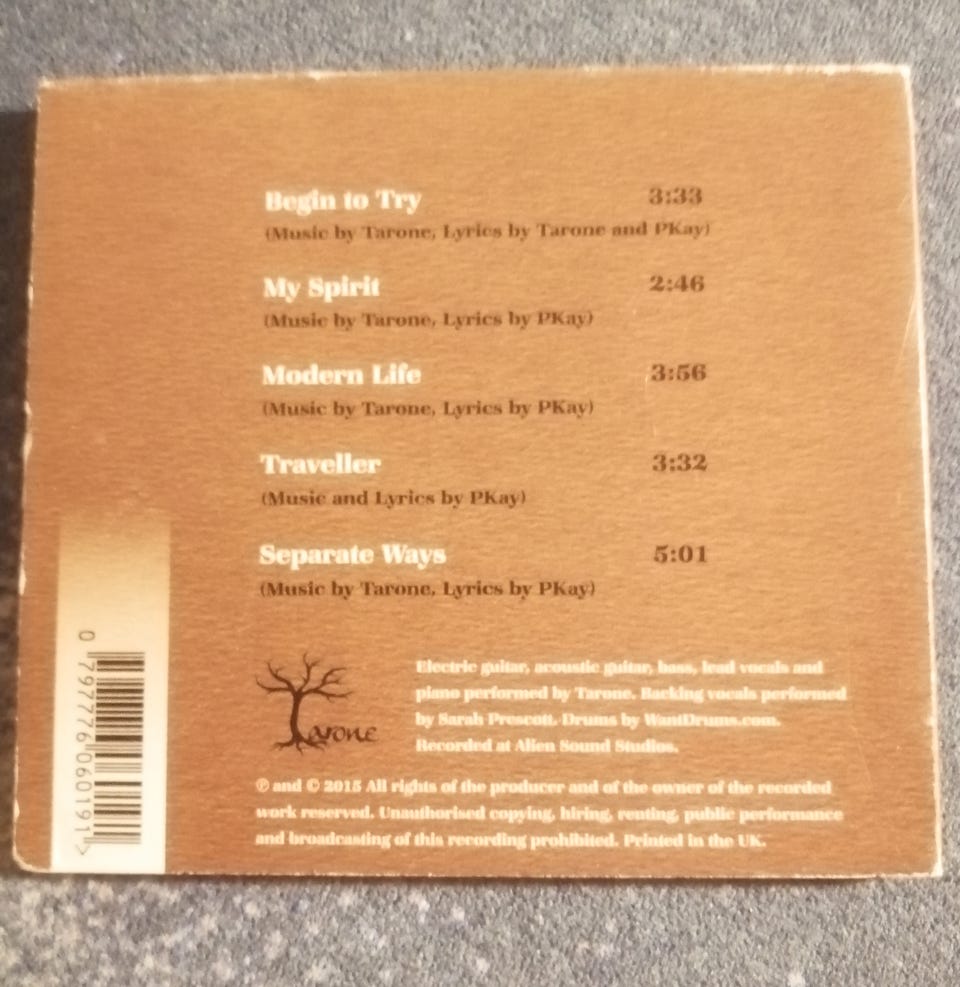 Begin to Try 3:33
(Music by Tarone, Lyrics by Tarone and PKay)
My Spirit 2:46
(Music by Tarone, Lyrics by PKay)
Modern Life 3:56
(Music by Tarone, Lyrics by PKay)
Traveller 3:32
(Music and Lyrics by PKay)
Separate Ways 5:01
(Music by Tarone, Lyrics by PKay)
Tarone
Electric guitar, acoustic guitar, bass, lead vocals and
piano performed by Tarone. Backing vocals performed
by Sarah Prescott. Drums by WantDrums.com.
Recorded at Alien Sound Studios.
℗ and © 2015 All rights of the producer and of the owner of the recorded
work reserved. Unauthorised copying, hiring, renting, public performance
and broadcasting of this recording prohibited. Printed in the UK.
0 797776 060191 >